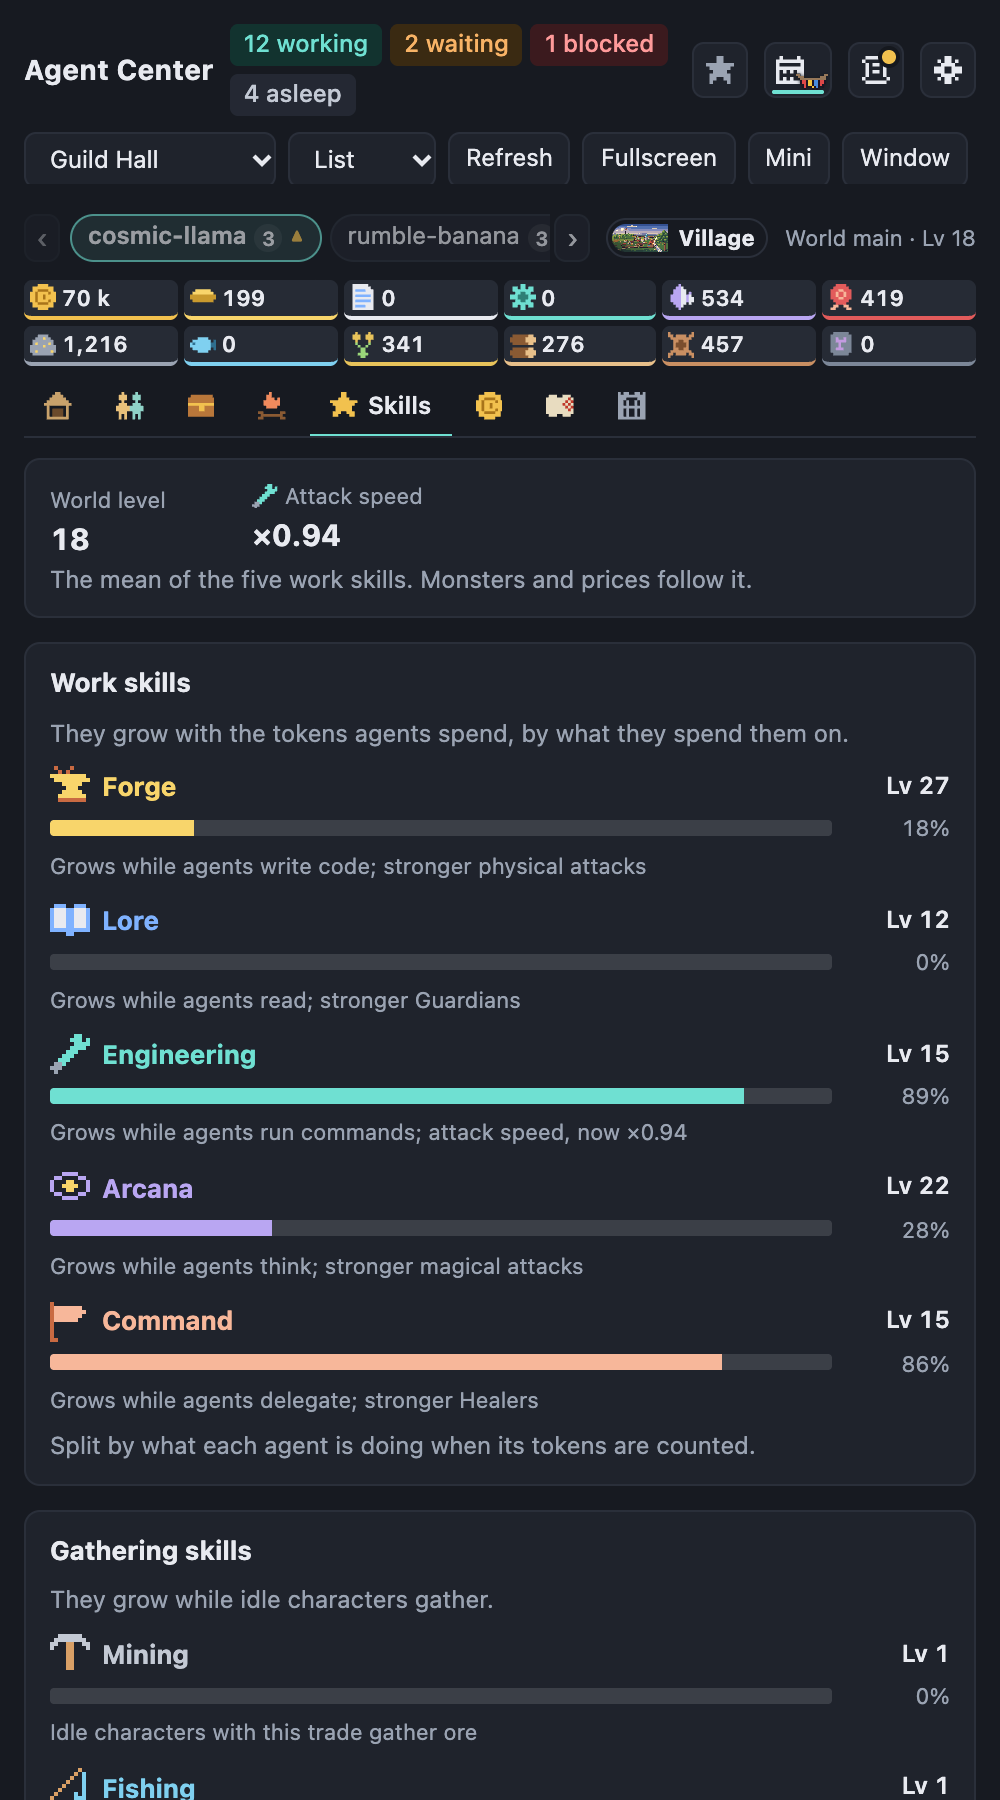 Agent Center
12 working
2 waiting
1 blocked
4 asleep
Guild Hall
List
Refresh
Fullscreen
Mini
Window
cosmic-llama 3
rumble-banana 3
Village
World main · Lv 18
70 k
199
0
0
534
419
1,216
0
341
276
457
0
Skills
World level
18
Attack speed
×0.94
The mean of the five work skills. Monsters and prices follow it.
Work skills
They grow with the tokens agents spend, by what they spend them on.
Forge
Lv 27
18%
Grows while agents write code; stronger physical attacks
Lore
Lv 12
0%
Grows while agents read; stronger Guardians
Engineering
Lv 15
89%
Grows while agents run commands; attack speed, now ×0.94
Arcana
Lv 22
28%
Grows while agents think; stronger magical attacks
Command
Lv 15
86%
Grows while agents delegate; stronger Healers
Split by what each agent is doing when its tokens are counted.
Gathering skills
They grow while idle characters gather.
Mining
Lv 1
0%
Idle characters with this trade gather ore
Fishing
Lv 1